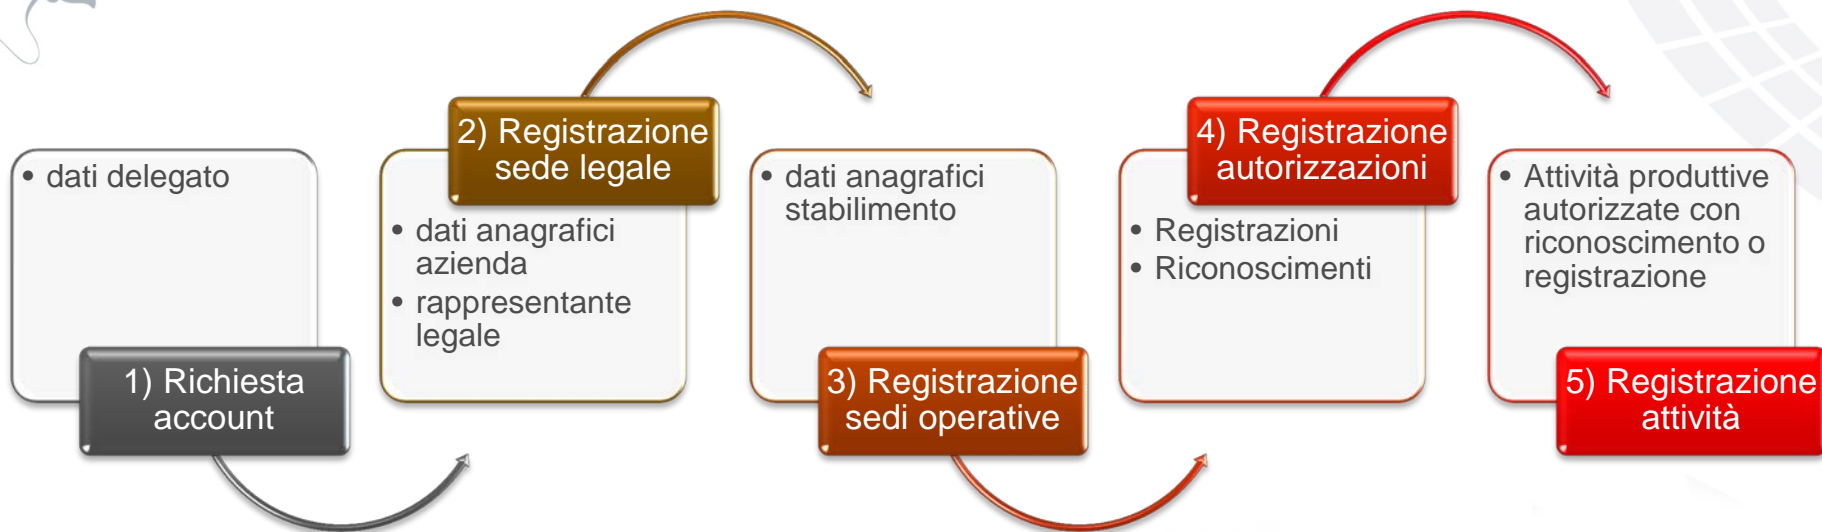 • dati delegato
1) Richiesta
account
2) Registrazione
sede legale
• dati anagrafici
azienda
• rappresentante
legale
• dati anagrafici
stabilimento
3) Registrazione
sedi operative
4) Registrazione
autorizzazioni
• Registrazioni
• Riconoscimenti
• Attività produttive
autorizzate con
riconoscimento o
registrazione
5) Registrazione
attività